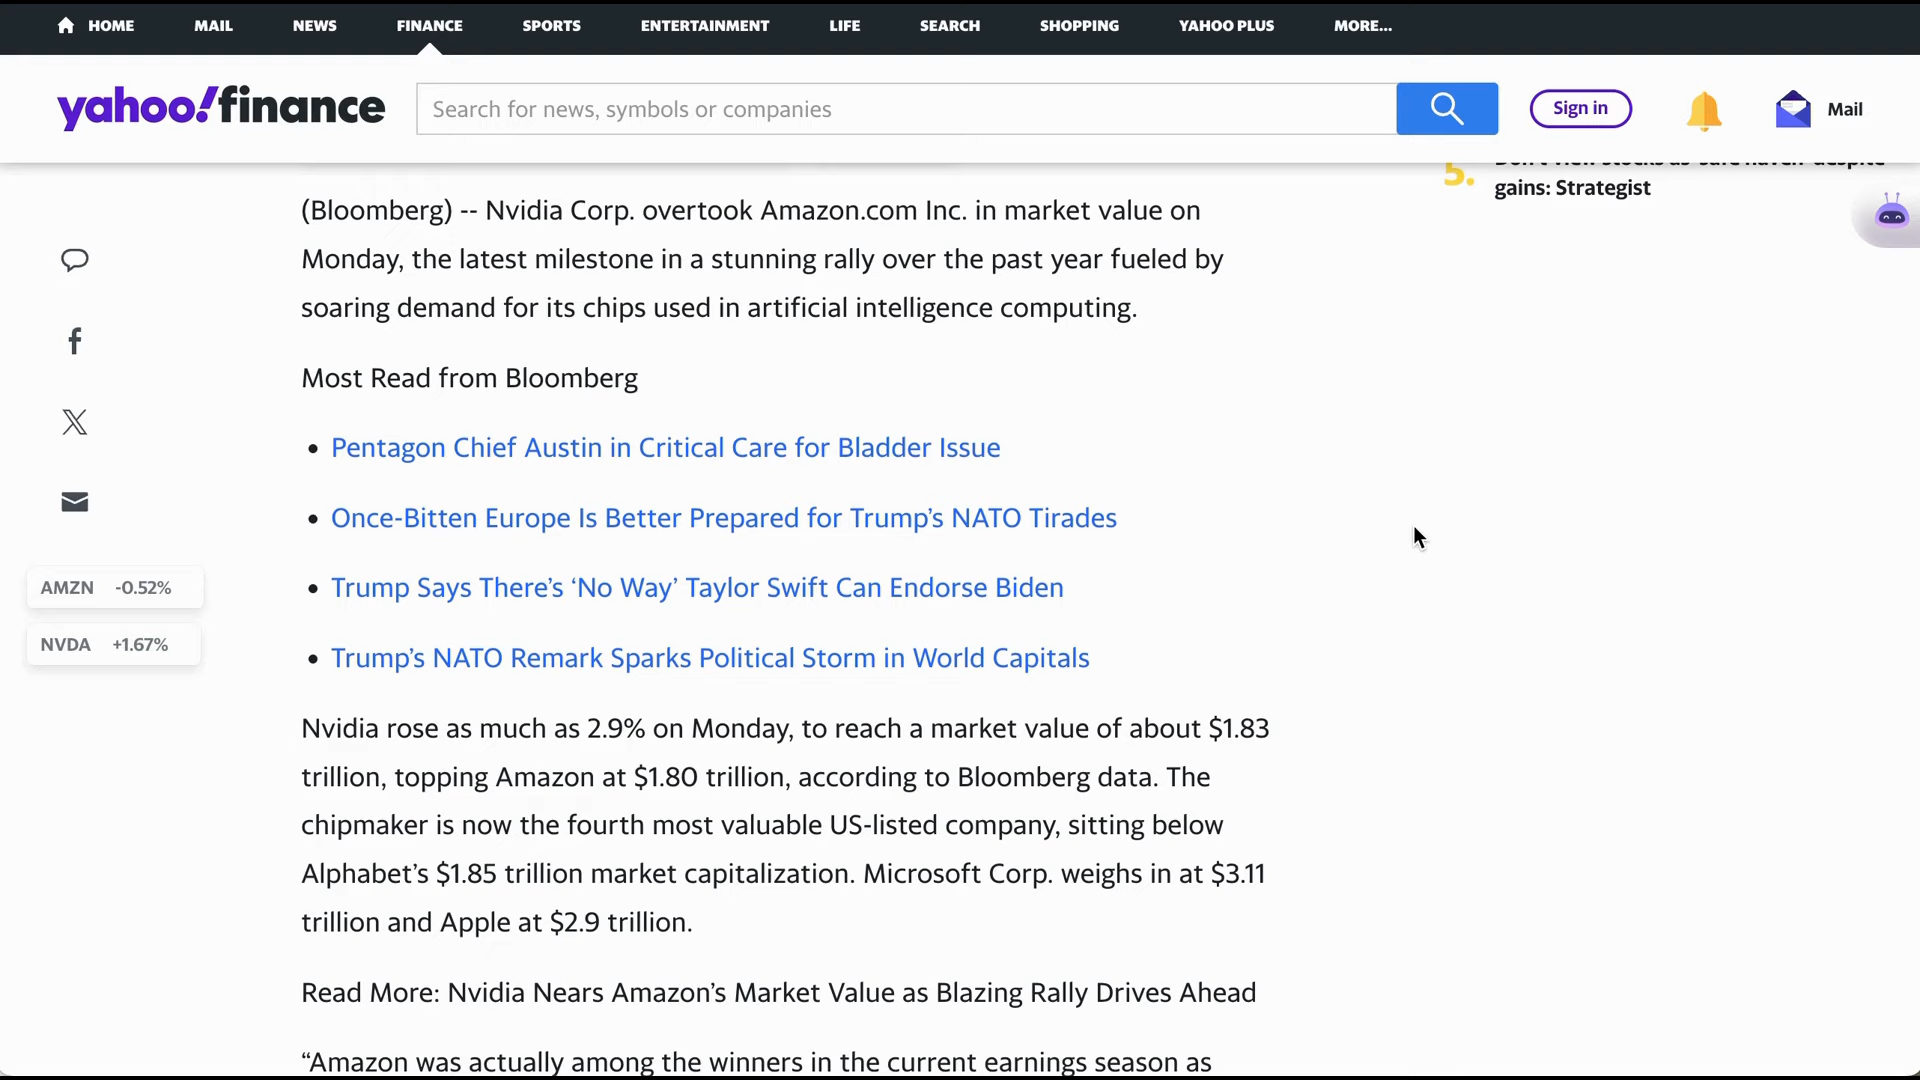 HOME MAIL NEWS FINANCE SPORTS ENTERTAINMENT LIFE SEARCH SHOPPING YAHOO PLUS MORE...
yahoo!finance
Search for news, symbols or companies
Sign in
Mail
5. Don't view stocks as 'safe haven' despite
gains: Strategist
(Bloomberg) -- Nvidia Corp. overtook Amazon.com Inc. in market value on
Monday, the latest milestone in a stunning rally over the past year fueled by
soaring demand for its chips used in artificial intelligence computing.
Most Read from Bloomberg
• Pentagon Chief Austin in Critical Care for Bladder Issue
• Once-Bitten Europe Is Better Prepared for Trump’s NATO Tirades
• Trump Says There’s ‘No Way’ Taylor Swift Can Endorse Biden
• Trump’s NATO Remark Sparks Political Storm in World Capitals
AMZN -0.52%
NVDA +1.67%
Nvidia rose as much as 2.9% on Monday, to reach a market value of about $1.83
trillion, topping Amazon at $1.80 trillion, according to Bloomberg data. The
chipmaker is now the fourth most valuable US-listed company, sitting below
Alphabet’s $1.85 trillion market capitalization. Microsoft Corp. weighs in at $3.11
trillion and Apple at $2.9 trillion.
Read More: Nvidia Nears Amazon’s Market Value as Blazing Rally Drives Ahead
“Amazon was actually among the winners in the current earnings season as